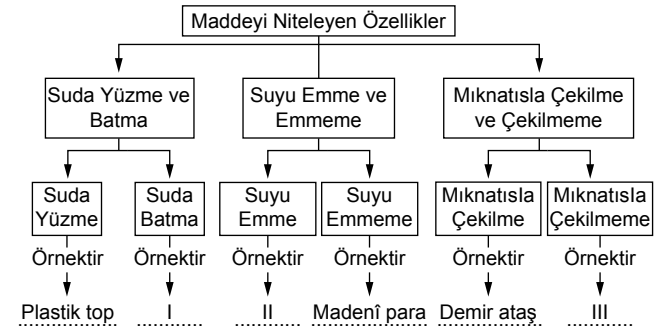 Maddeyi Niteleyen Özellikler
Suda Yüzme ve
Batma
Suyu Emme ve
Emmeme
Mıknatısla Çekilme
ve Çekilmeme
Suda
Yüzme
Suda
Batma
Suyu
Emme
Suyu
Emmeme
Mıknatısla
Çekilme
Mıknatısla
Çekilmeme
Örnektir
Örnektir
Örnektir
Örnektir
Örnektir
Örnektir
Plastik top
I
II
Madenî para
Demir ataş
III